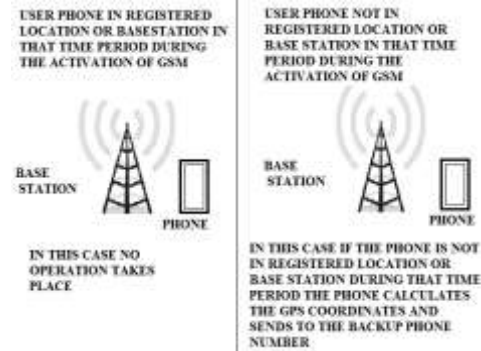 USER PHONE IN REGISTERED
LOCATION OR BASESTATION IN
THAT TIME PERIOD DURING
THE ACTIVATION OF GSM
BASE
STATION
PHONE
IN THIS CASE NO
OPERATION TAKES
PLACE
USER PHONE NOT IN
REGISTERED LOCATION OR
BASE STATION IN THAT TIME
PERIOD DURING THE
ACTIVATION OF GSM
BASE
STATION
PHONE
IN THIS CASE IF THE PHONE IS NOT
IN REGISTERED LOCATION OR
BASE STATION DURING THAT TIME
PERIOD THE PHONE CALCULATES
THE GPS COORDINATES AND
SENDS TO THE BACKUP PHONE
NUMBER